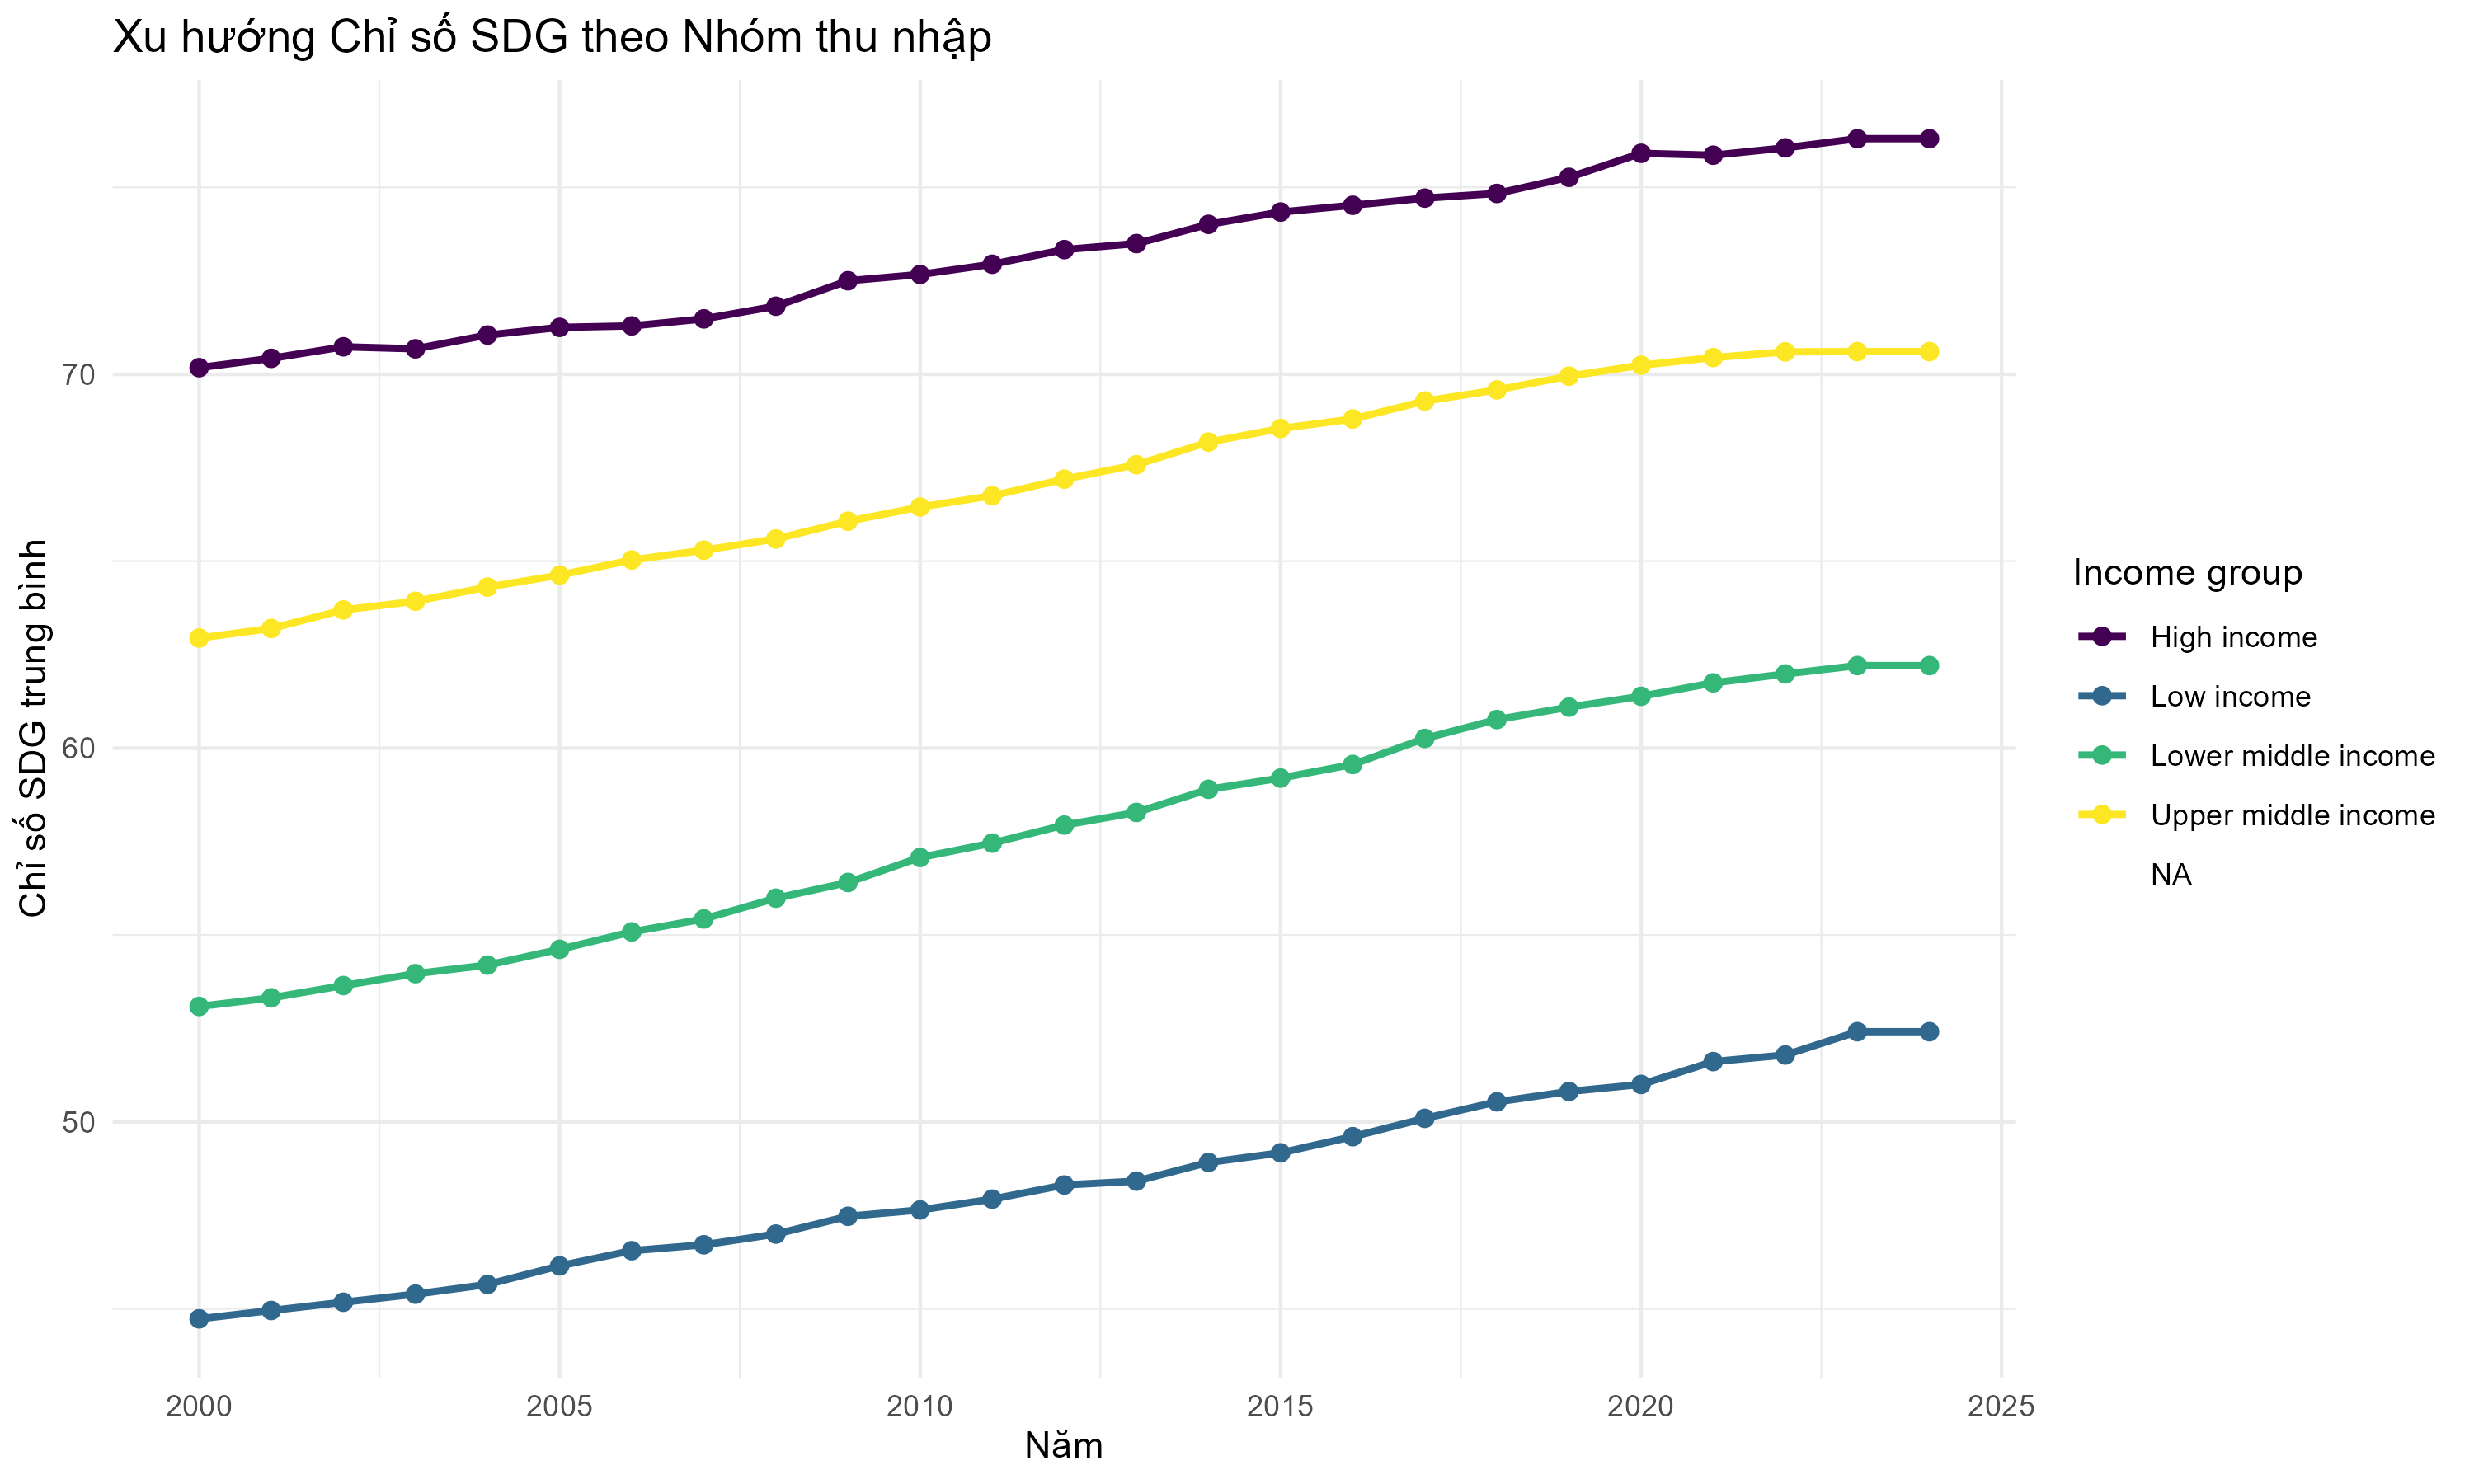 Xu hướng Chỉ số SDG theo Nhóm thu nhập
Chỉ số SDG trung bình
70
60
50
2000 2005 2010 2015 2020 2025
Năm
Income group
High income
Low income
Lower middle income
Upper middle income
NA